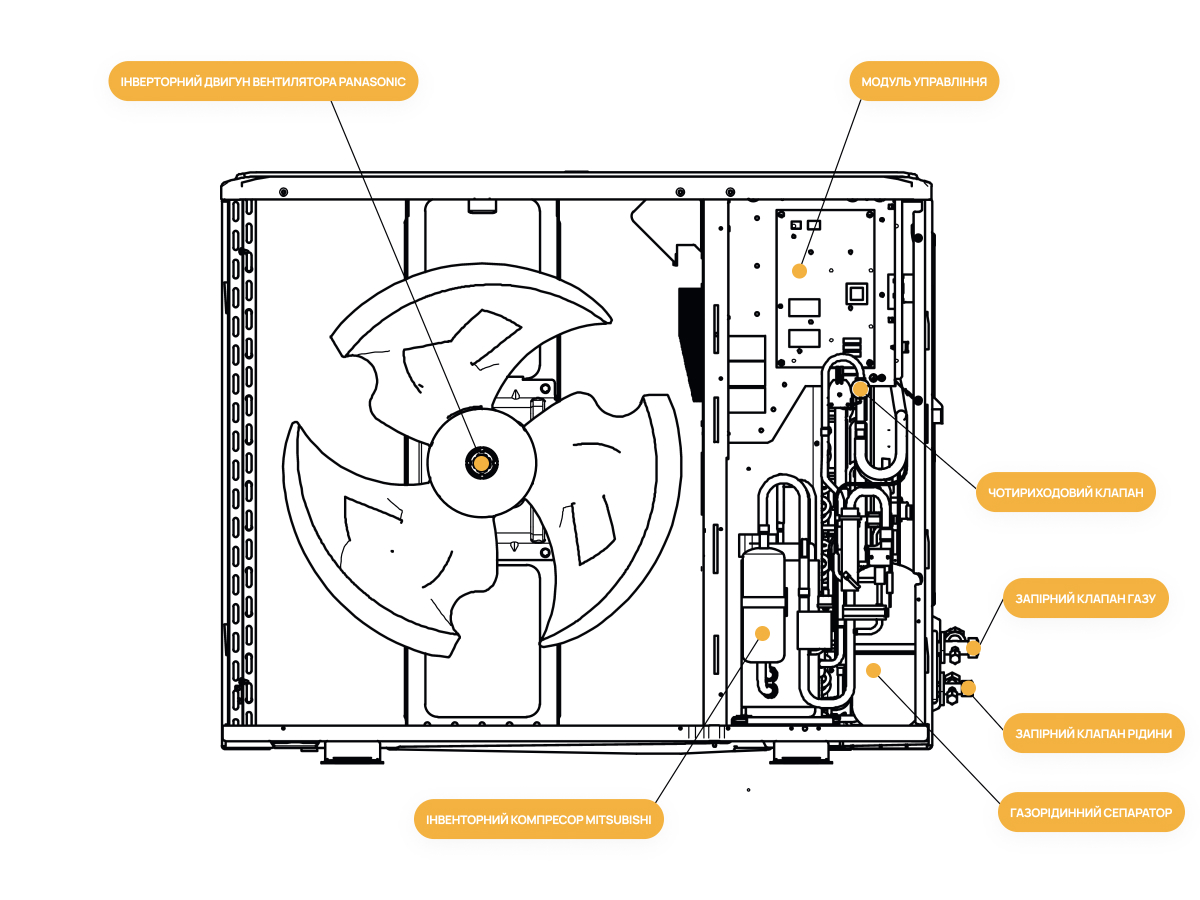 ІНВЕРТОРНИЙ ДВИГУН ВЕНТИЛЯТОРА PANASONIC
МОДУЛЬ УПРАВЛІННЯ
ЧОТИРИХОДОВИЙ КЛАПАН
ЗАПІРНИЙ КЛАПАН ГАЗУ
ЗАПІРНИЙ КЛАПАН РІДИНИ
ГАЗОРІДИННИЙ СЕПАРАТОР
ІНВЕНТОРНИЙ КОМПРЕСОР MITSUBISHI